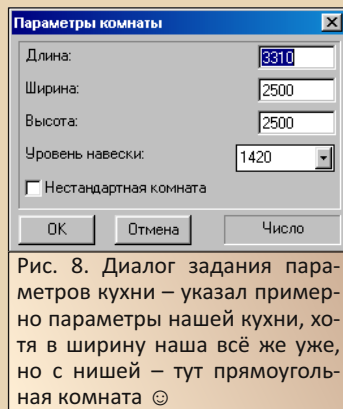 Параметры комнаты
Длина: 3310
Ширина: 2500
Высота: 2500
Уровень навески: 1420
Нестандартная комната
OK Отмена Число
Рис. 8. Диалог задания пара-
метров кухни – указал пример-
но параметры нашей кухни, хо-
тя в ширину наша всё же уже,
но с нишей – тут прямоуголь-
ная комната ☺